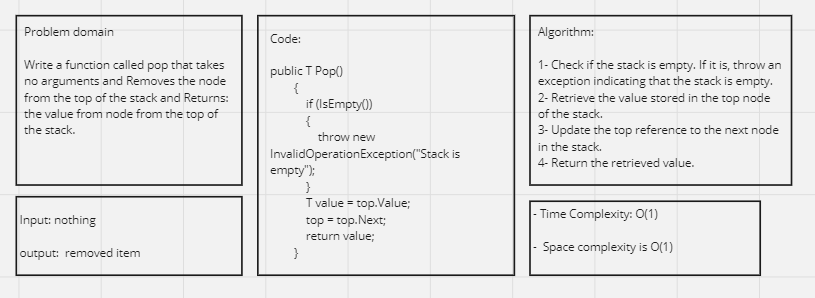 Problem domain
Write a function called pop that takes
no arguments and Removes the node
from the top of the stack and Returns:
the value from node from the top of
the stack.
Input: nothing
output:  removed item
Code:
public T Pop()
{
if (IsEmpty())
{
throw new
InvalidOperationException("Stack is
empty");
}
T value = top.Value;
top = top.Next;
return value;
}
Algorithm:
1- Check if the stack is empty. If it is, throw an
exception indicating that the stack is empty.
2- Retrieve the value stored in the top node
of the stack.
3- Update the top reference to the next node
in the stack.
4- Return the retrieved value.
- Time Complexity: O(1)
-  Space complexity is O(1)